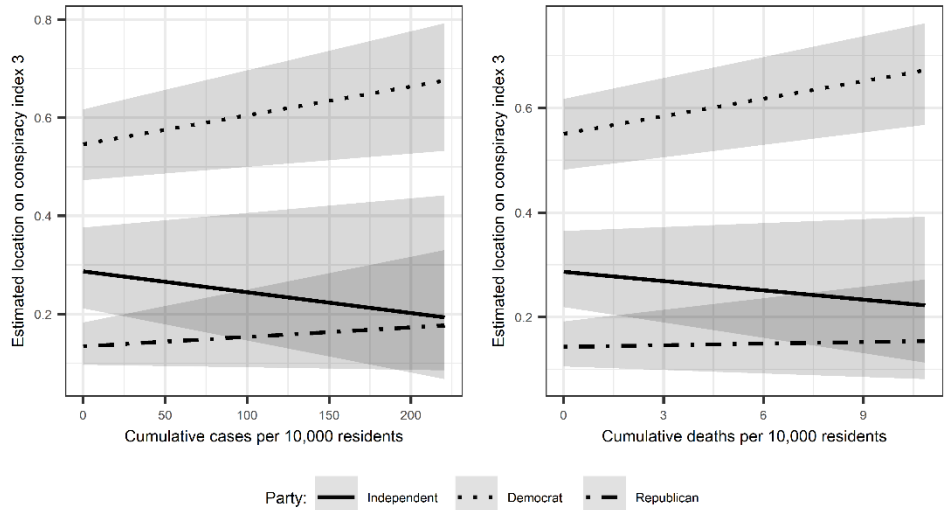 Estimated location on conspiracy index 3
0.8
0.6
0.4
0.2
0 50 100 150 200
Cumulative cases per 10,000 residents
Estimated location on conspiracy index 3
0.6
0.4
0.2
0 3 6 9
Cumulative deaths per 10,000 residents
Party: Independent Democrat Republican